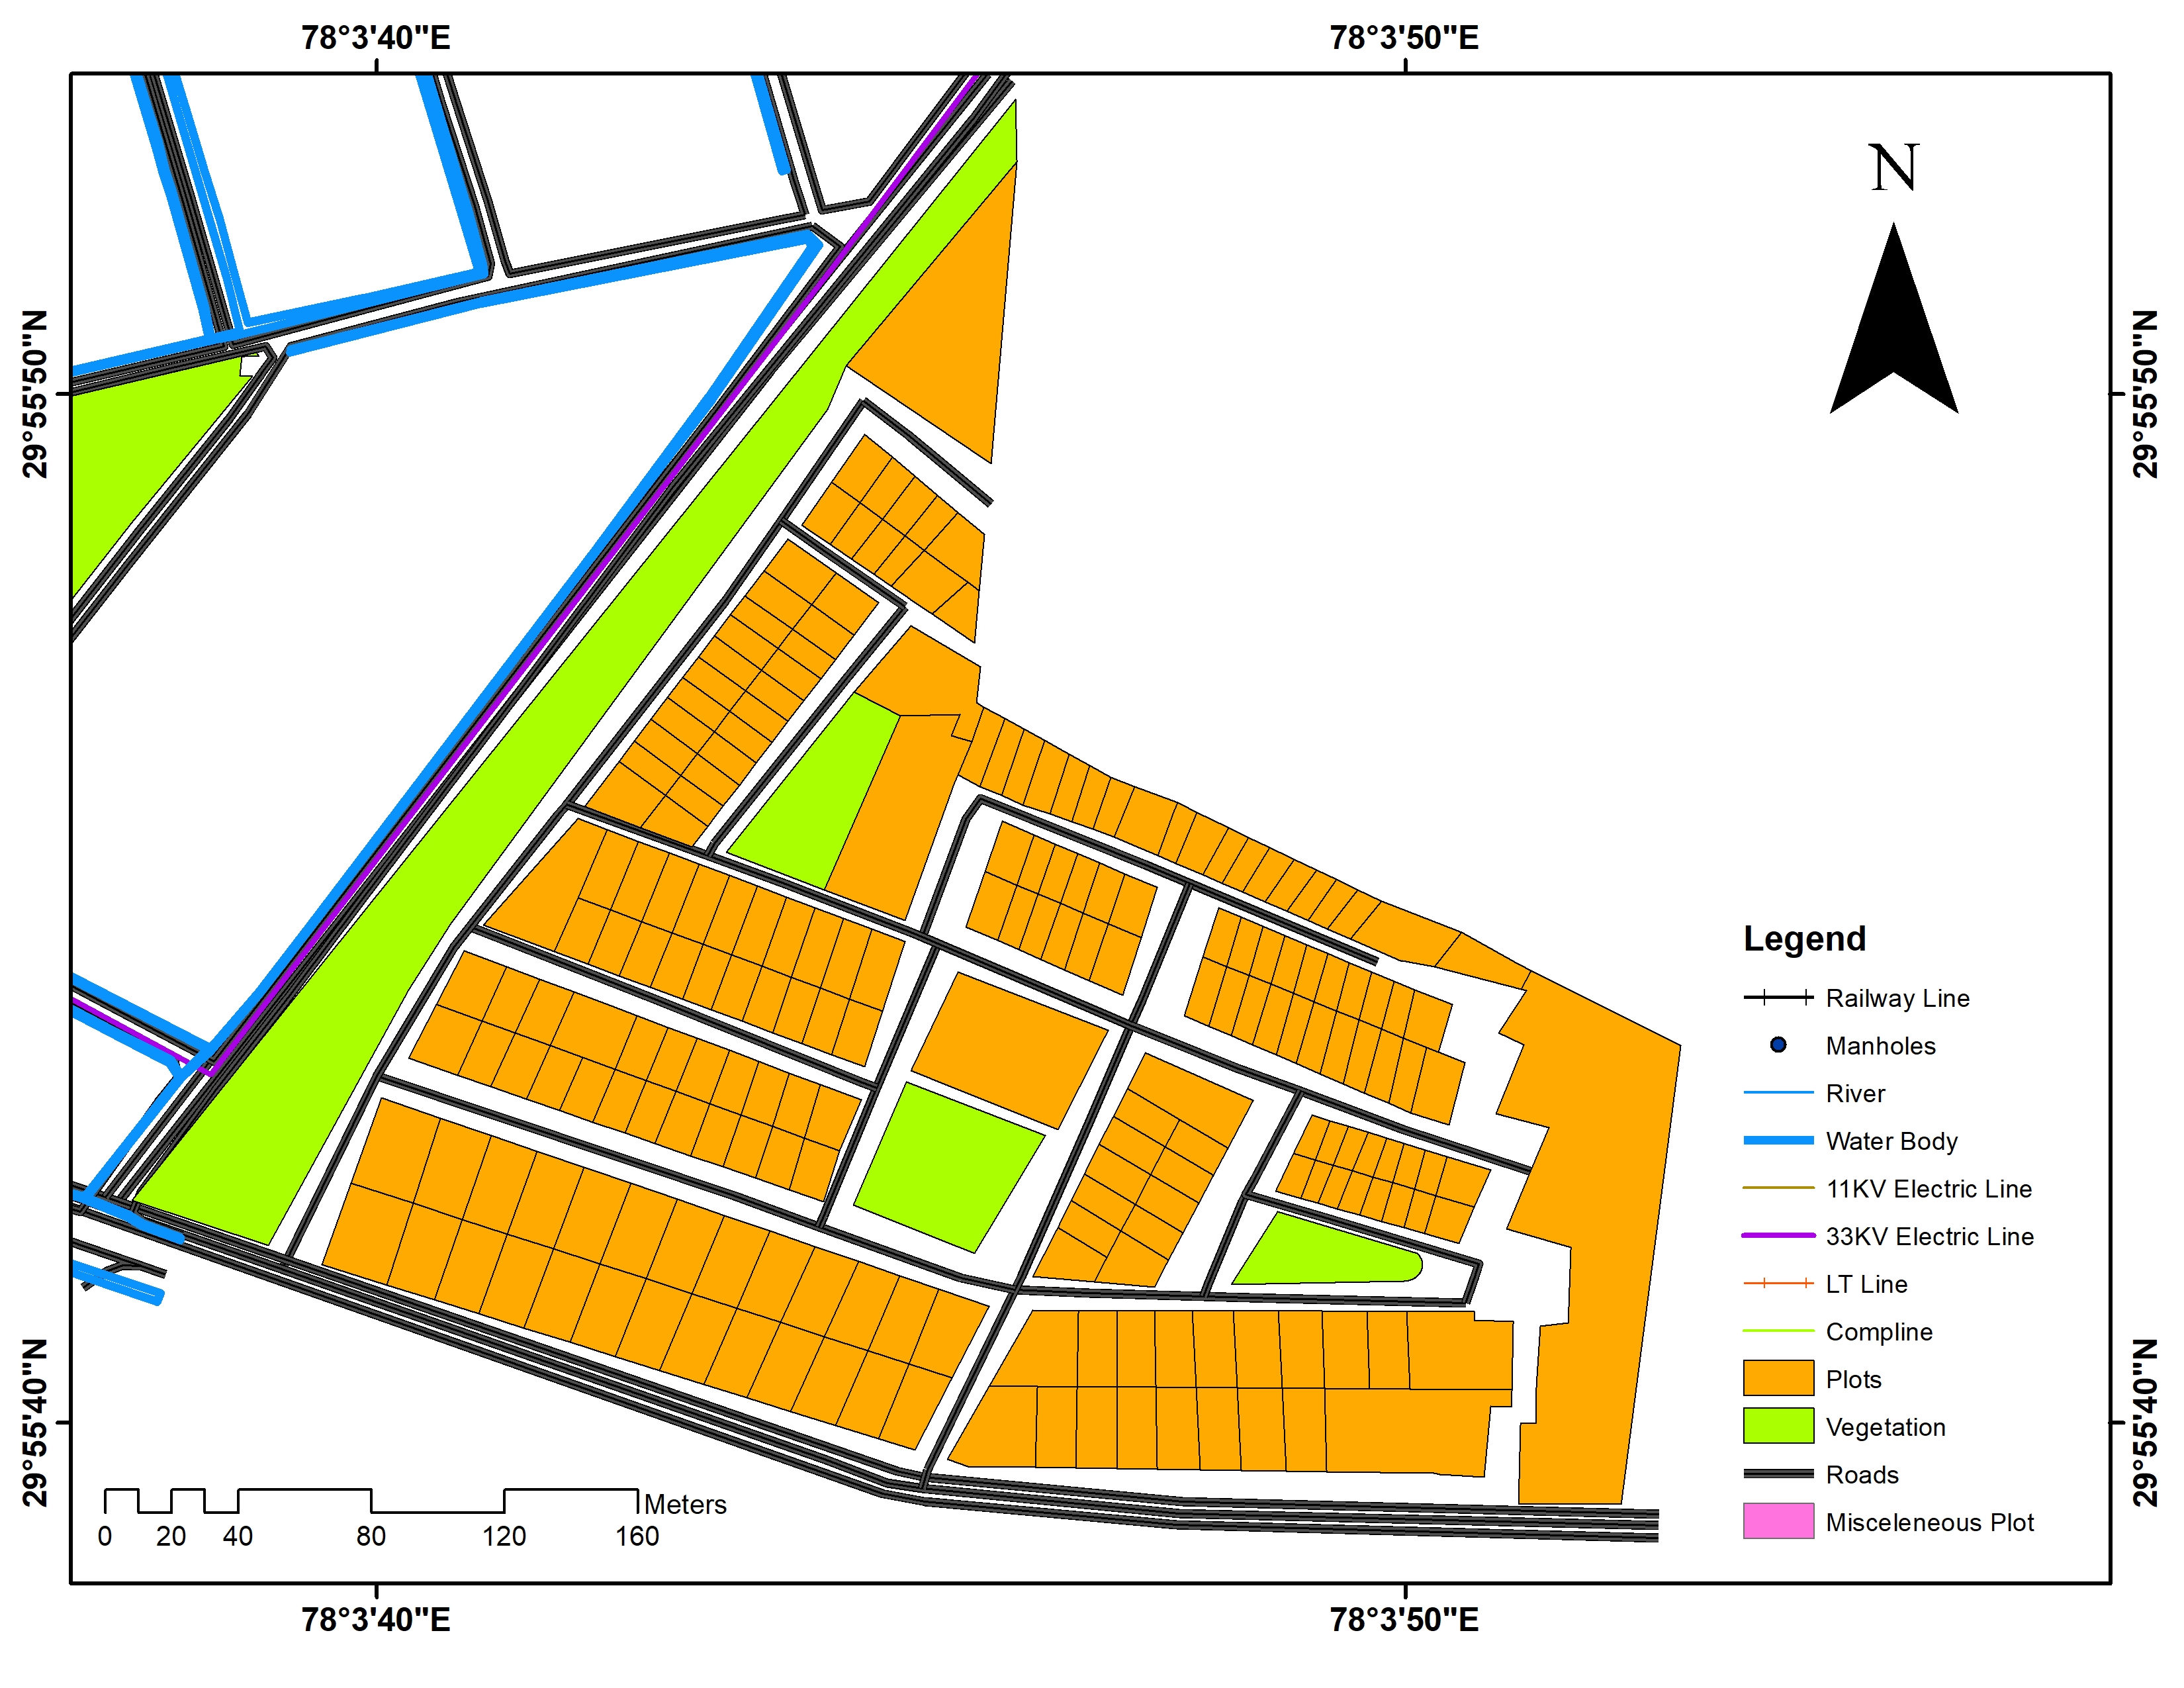 78°3'40"E 78°3'50"E
N
29°55'50"N 29°55'50"N
Legend
Railway Line
Manholes
River
Water Body
11KV Electric Line
33KV Electric Line
LT Line
Compline
Plots
Vegetation
Roads
Misceleneous Plot
29°55'40"N 29°55'40"N
Meters
0 20 40 80 120 160
78°3'40"E 78°3'50"E